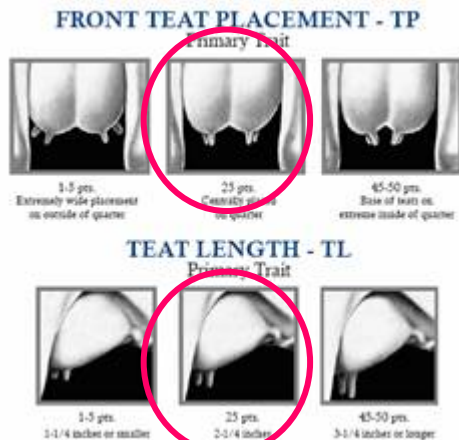 FRONT TEAT PLACEMENT - TP
Primary Trait
1-5 pts.
Extremely wide placement
on outside of quarter
25 pts.
Centrally placed
on quarter
45-50 pts.
Base of teats on
extreme inside of quarter
TEAT LENGTH - TL
Primary Trait
1-5 pts.
1-1/4 inches or smaller
25 pts.
2-1/4 inches
45-50 pts.
3-1/4 inches or longer